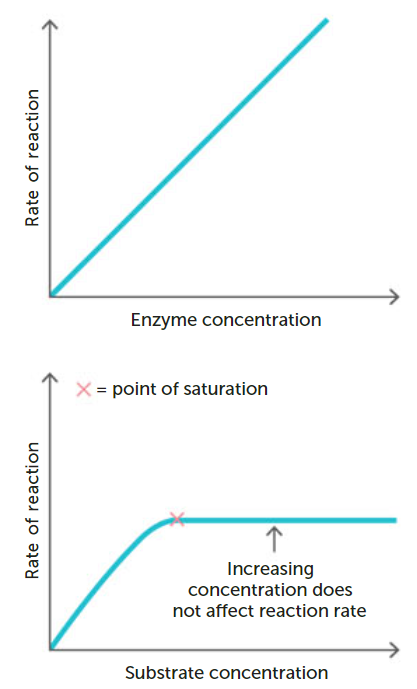 Rate of reaction
Enzyme concentration
× = point of saturation
Rate of reaction
Increasing
concentration does
not affect reaction rate
Substrate concentration